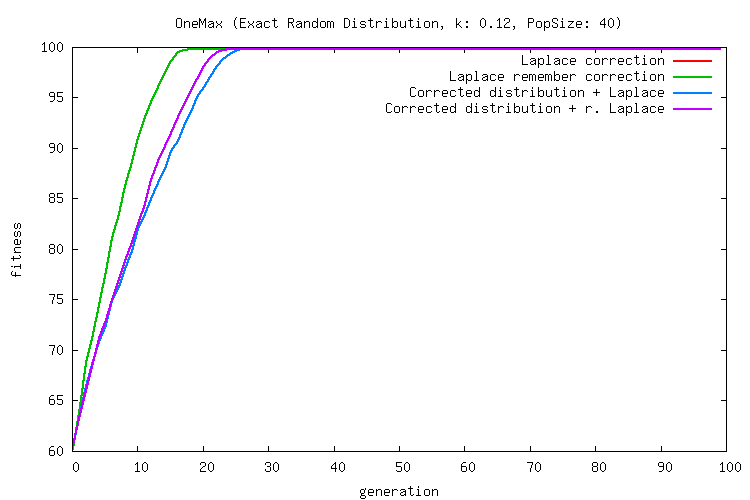 OneMax (Exact Random Distribution, k: 0.12, PopSize: 40)
100
Laplace correction
Laplace remember correction
95
Corrected distribution + Laplace
Corrected distribution + r. Laplace
90
85
80
fitness
75
70
65
60
0 10 20 30 40 50 60 70 80 90 100
generation